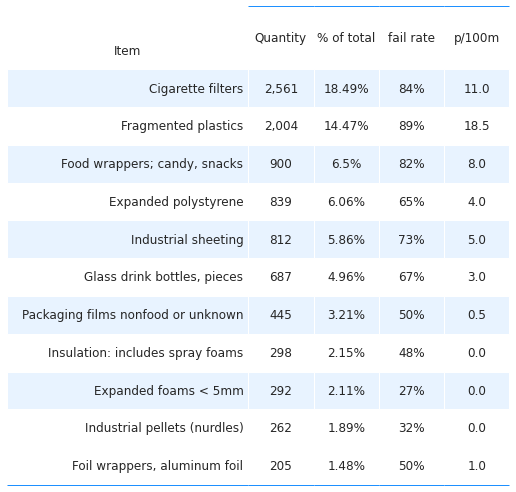 Item Quantity % of total fail rate p/100m
Cigarette filters 2,561 18.49% 84% 11.0
Fragmented plastics 2,004 14.47% 89% 18.5
Food wrappers; candy, snacks 900 6.5% 82% 8.0
Expanded polystyrene 839 6.06% 65% 4.0
Industrial sheeting 812 5.86% 73% 5.0
Glass drink bottles, pieces 687 4.96% 67% 3.0
Packaging films nonfood or unknown 445 3.21% 50% 0.5
Insulation: includes spray foams 298 2.15% 48% 0.0
Expanded foams < 5mm 292 2.11% 27% 0.0
Industrial pellets (nurdles) 262 1.89% 32% 0.0
Foil wrappers, aluminum foil 205 1.48% 50% 1.0